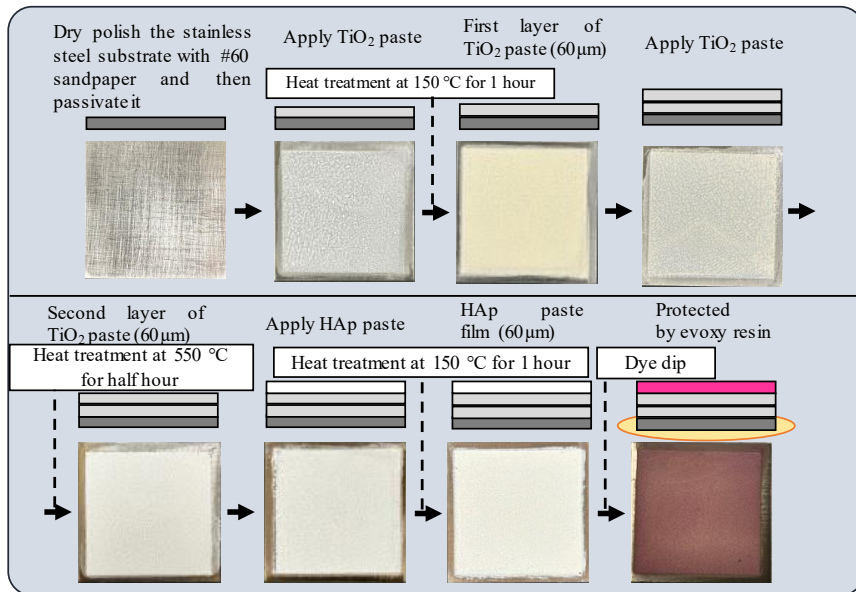 Dry polish the stainless
steel substrate with #60
sandpaper and then
passivate it
Apply TiO₂ paste
Heat treatment at 150 °C for 1 hour
First layer of
TiO₂ paste (60μm)
Apply TiO₂ paste
Second layer of
TiO₂ paste (60μm)
Heat treatment at 550 °C
for half hour
Apply HAp paste
Heat treatment at 150 °C for 1 hour
HAp paste
film (60μm)
Dye dip
Protected
by evoxy resin